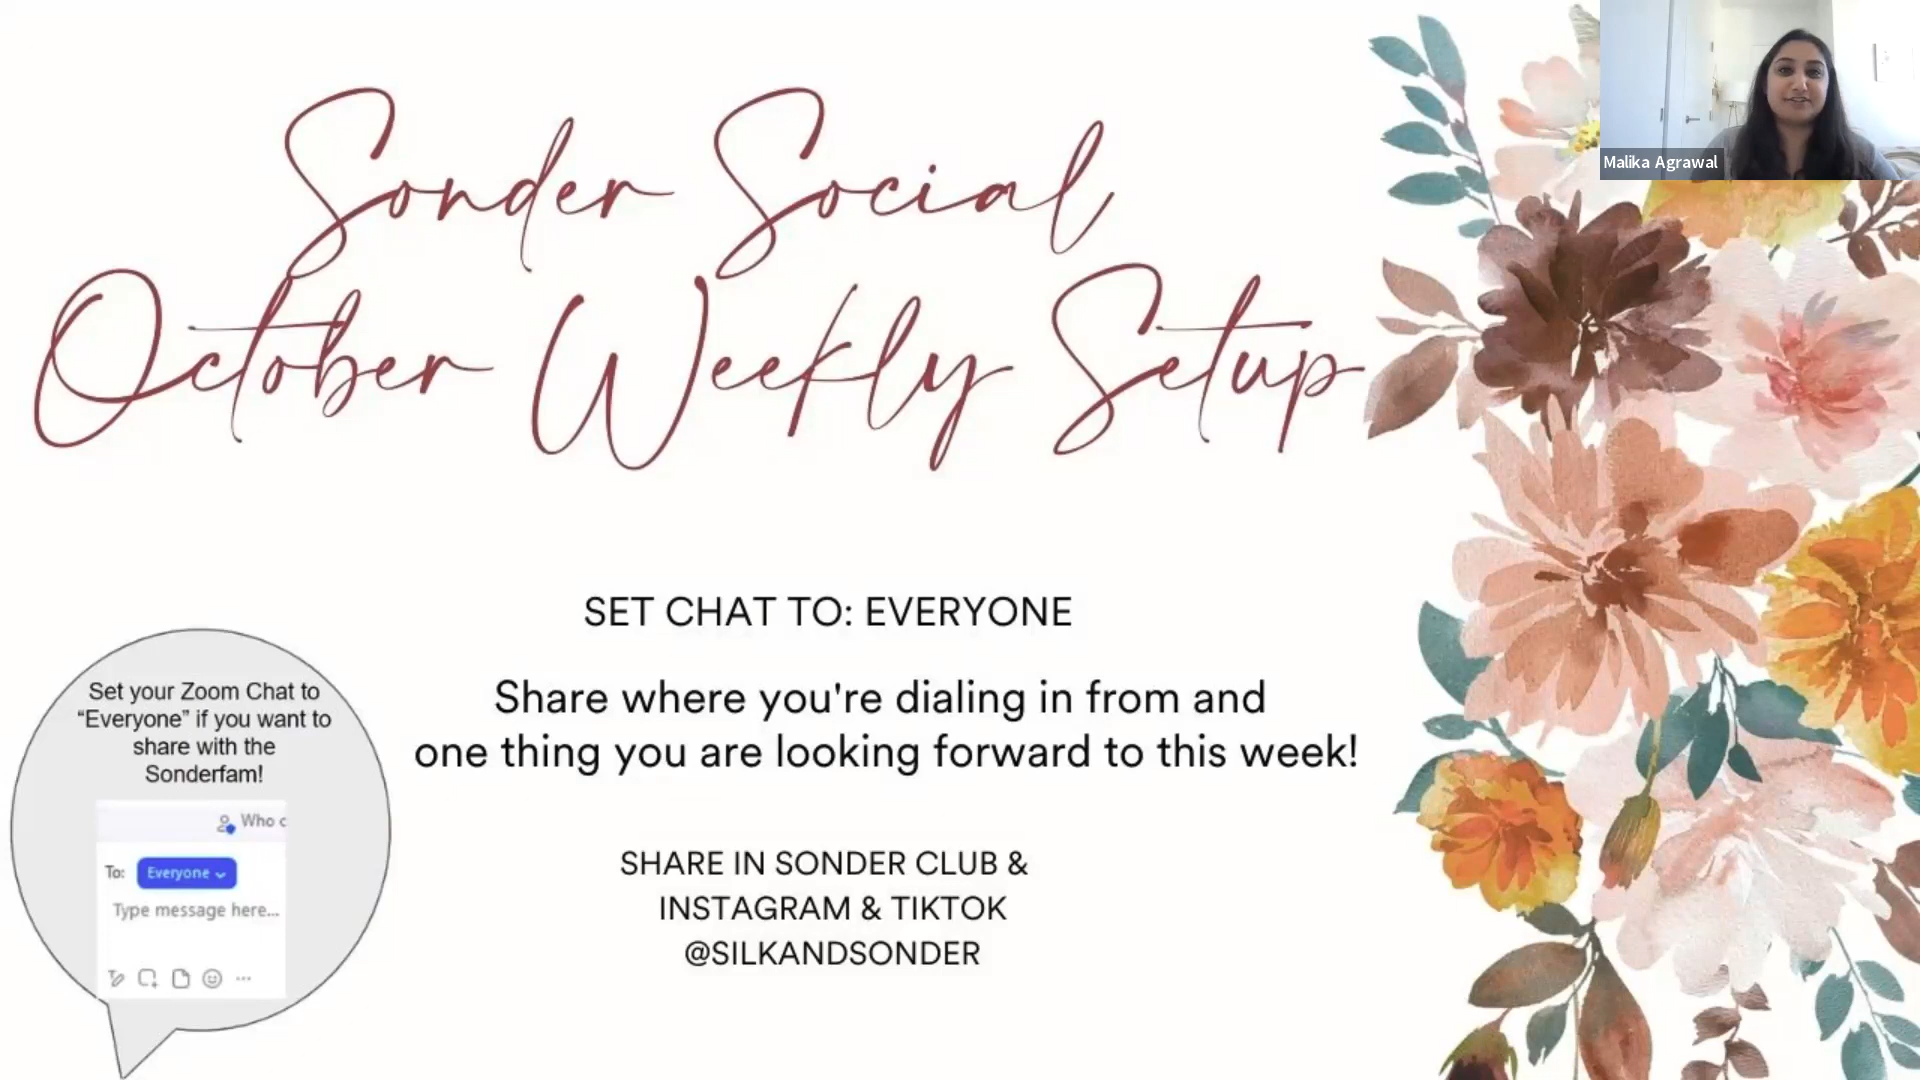 Sonder Social
October Weekly Setup
Malika Agrawal
SET CHAT TO: EVERYONE
Share where you're dialing in from and
one thing you are looking forward to this week!
SHARE IN SONDER CLUB &
INSTAGRAM & TIKTOK
@SILKANDSONDER
Set your Zoom Chat to
“Everyone” if you want to
share with the
Sonderfam!
Who c
To: Everyone
Type message here...